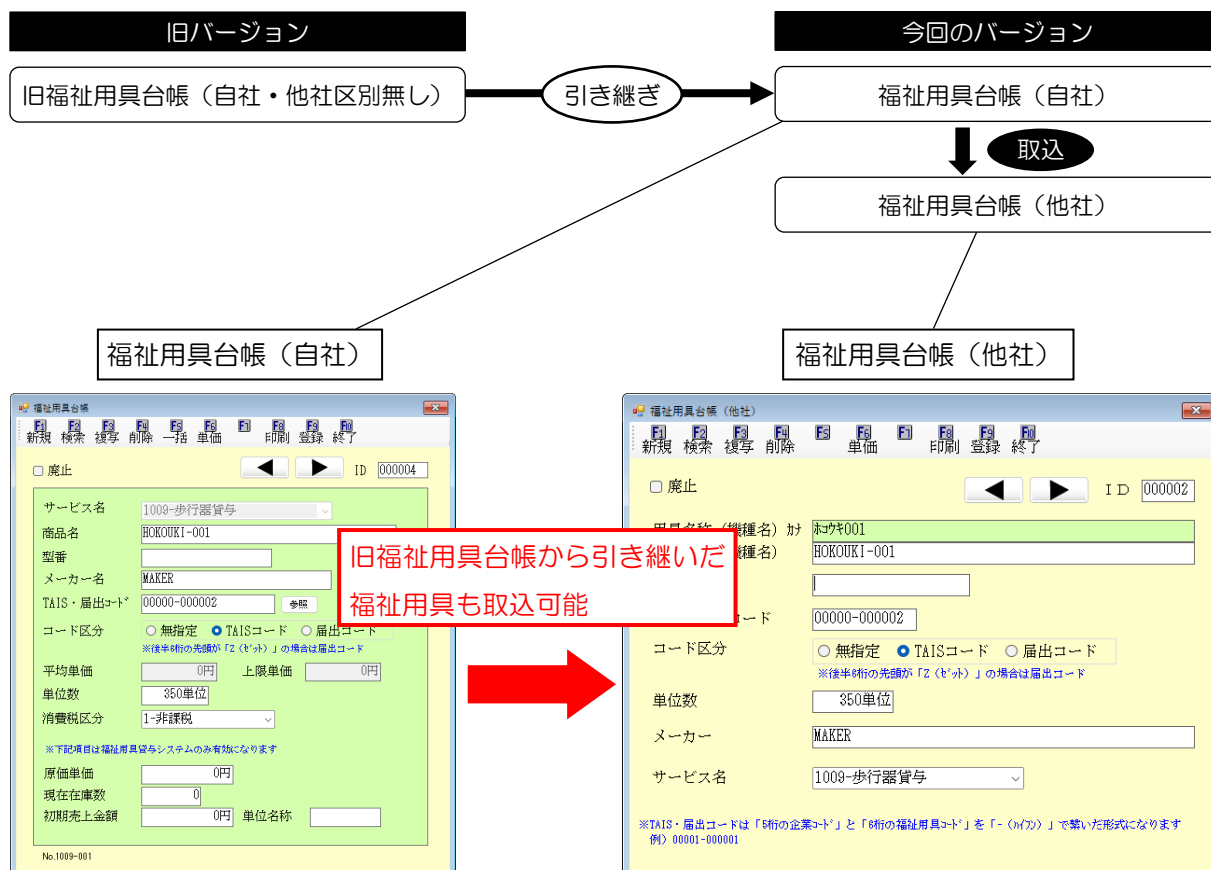 旧バージョン
今回のバージョン
旧福祉用具台帳（自社・他社区別無し）
引き継ぎ
福祉用具台帳（自社）
取込
福祉用具台帳（他社）
福祉用具台帳（自社）
福祉用具台帳（他社）
福祉用具台帳
F1 F2 F3 F4 F5 F6 F7 F8 F9 F10
新規 検索 複写 削除 一括 単価 印刷 登録 終了
廃止 ID 000004
サービス名 1009-歩行器貸与
商品名 HOKOUKI-001
型番
メーカー名 MAKER
TAIS・届出ｺｰﾄﾞ 00000-000002 参照
コード区分 無指定 TAISコード 届出コード
※後半6桁の先頭が「Z（ｾﾞｯﾄ）」の場合は届出コード
平均単価 0円 上限単価 0円
単位数 350単位
消費税区分 1-非課税
※下記項目は福祉用具貸与システムのみ有効になります
原価単価 0円
現在在庫数 0
初期売上金額 0円 単位名称
No.1009-001
旧福祉用具台帳から引き継いだ
福祉用具も取込可能
福祉用具台帳（他社）
F1 F2 F3 F4 F5 F6 F7 F8 F9 F10
新規 検索 複写 削除 単価 印刷 登録 終了
廃止 ＩＤ 000002
用具名称（機種名）ｶﾅ ﾎｺｳｷ001
種名） HOKOUKI-001
ード 00000-000002
コード区分 無指定 TAISコード 届出コード
※後半6桁の先頭が「Z（ｾﾞｯﾄ）」の場合は届出コード
単位数 350単位
メーカー MAKER
サービス名 1009-歩行器貸与
※TAIS・届出コードは「5桁の企業ｺｰﾄﾞ」と「6桁の福祉用具ｺｰﾄﾞ」を「-（ﾊｲﾌﾝ）」で繋いだ形式になります
例）00001-000001